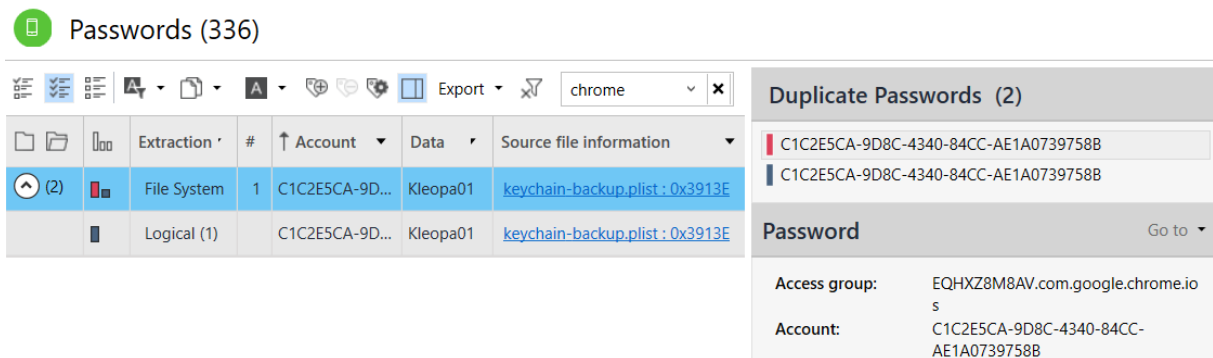 Passwords (336)
Export
chrome
Extraction # Account Data Source file information
(2) File System 1 C1C2E5CA-9D... Kleopa01 keychain-backup.plist : 0x3913E
Logical (1) C1C2E5CA-9D... Kleopa01 keychain-backup.plist : 0x3913E
Duplicate Passwords (2)
C1C2E5CA-9D8C-4340-84CC-AE1A0739758B
C1C2E5CA-9D8C-4340-84CC-AE1A0739758B
Password Go to
Access group: EQHXZ8M8AV.com.google.chrome.io
s
Account: C1C2E5CA-9D8C-4340-84CC-
AE1A0739758B